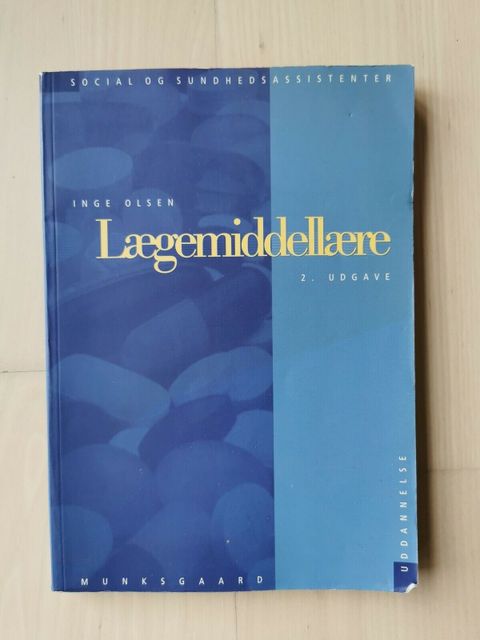 SOCIAL OG SUNDHEDSASSISTENTER
INGE OLSEN
Lægemiddellære
2. UDGAVE
UDDANNELSE
MUNKSGAARD